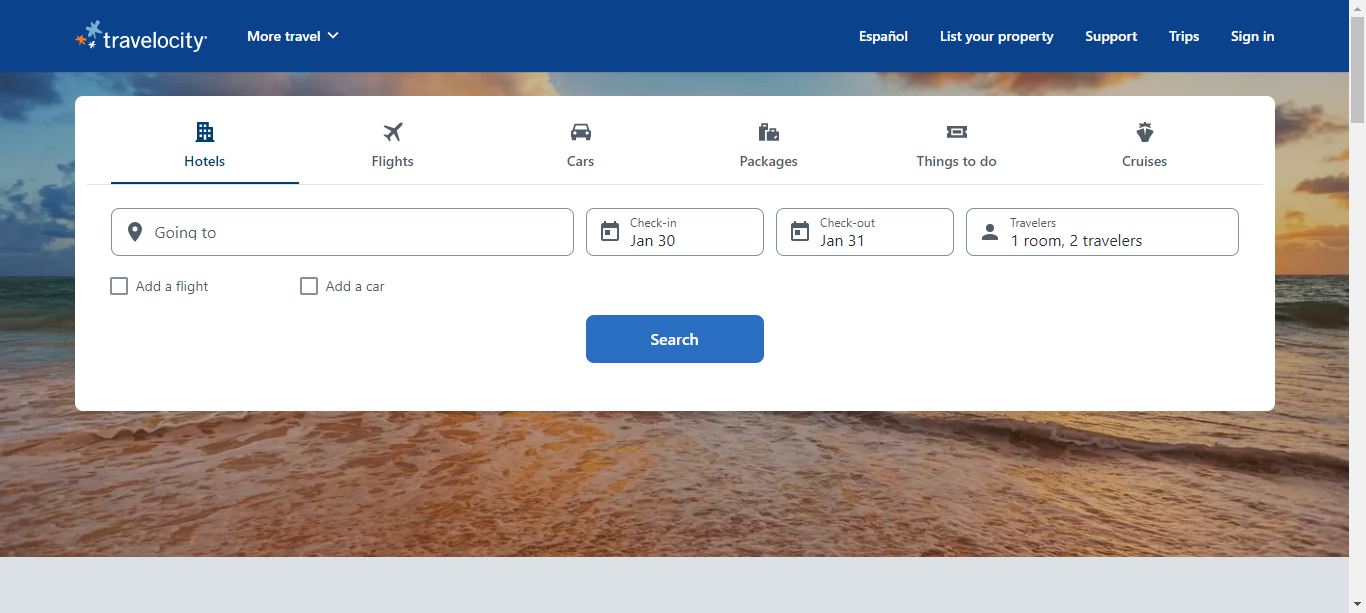 travelocity
More travel
Español
List your property
Support
Trips
Sign in
Hotels
Flights
Cars
Packages
Things to do
Cruises
Going to
Check-in
Jan 30
Check-out
Jan 31
Travelers
1 room, 2 travelers
Add a flight
Add a car
Search